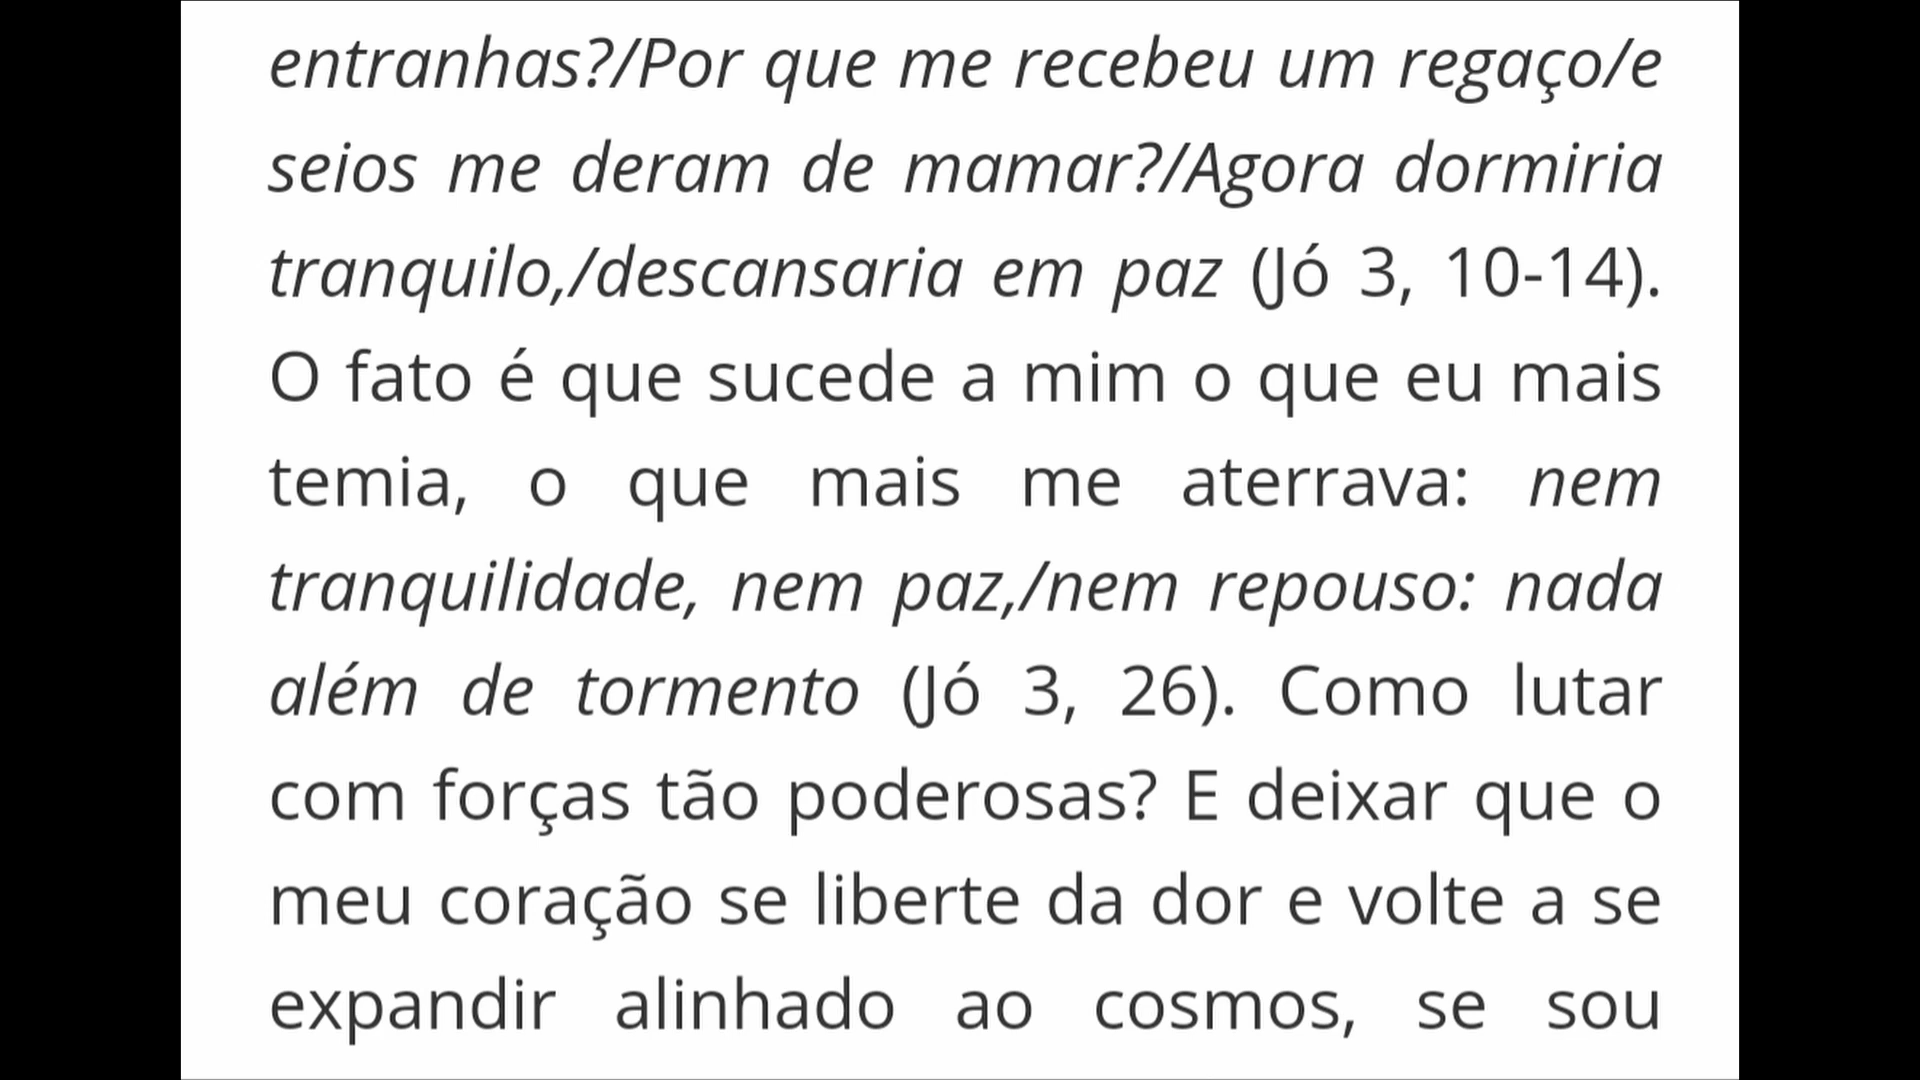 entranhas?/Por que me recebeu um regaço/e
seios me deram de mamar?/Agora dormiria
tranquilo,/descansaria em paz (Jó 3, 10-14).
O fato é que sucede a mim o que eu mais
temia, o que mais me aterrava: nem
tranquilidade, nem paz,/nem repouso: nada
além de tormento (Jó 3, 26). Como lutar
com forças tão poderosas? E deixar que o
meu coração se liberte da dor e volte a se
expandir alinhado ao cosmos, se sou